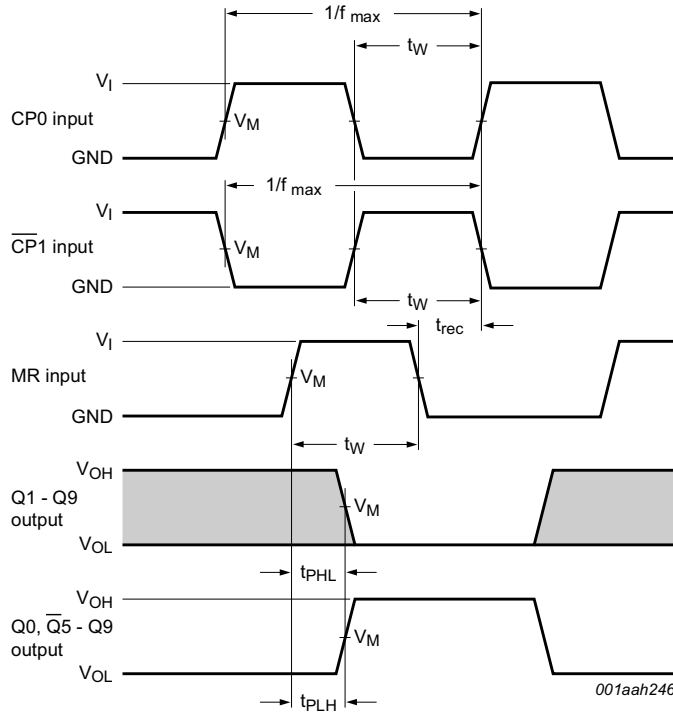 1/f max
tW
VI
CP0 input
VM
GND
1/f max
VI
CP1 input
VM
GND
tW
trec
VI
MR input
VM
GND
tW
VOH
Q1 - Q9
output
VM
VOL
tPHL
VOH
Q0, Q5 - Q9
output
VM
VOL
tPLH
001aah246